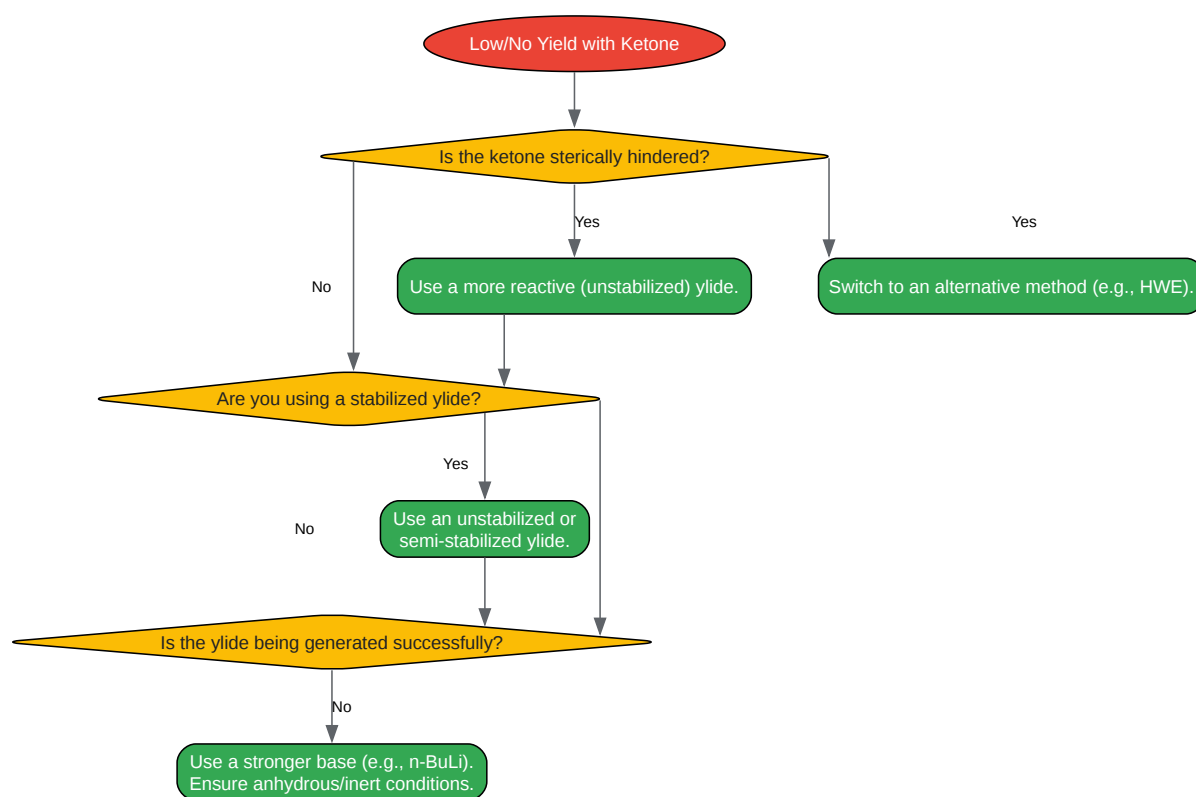 Low/No Yield with Ketone
Is the ketone sterically hindered?
Yes
Yes
Use a more reactive (unstabilized) ylide.
Switch to an alternative method (e.g., HWE).
No
Are you using a stabilized ylide?
Yes
Use an unstabilized or
semi-stabilized ylide.
No
Is the ylide being generated successfully?
No
Use a stronger base (e.g., n-BuLi).
Ensure anhydrous/inert conditions.